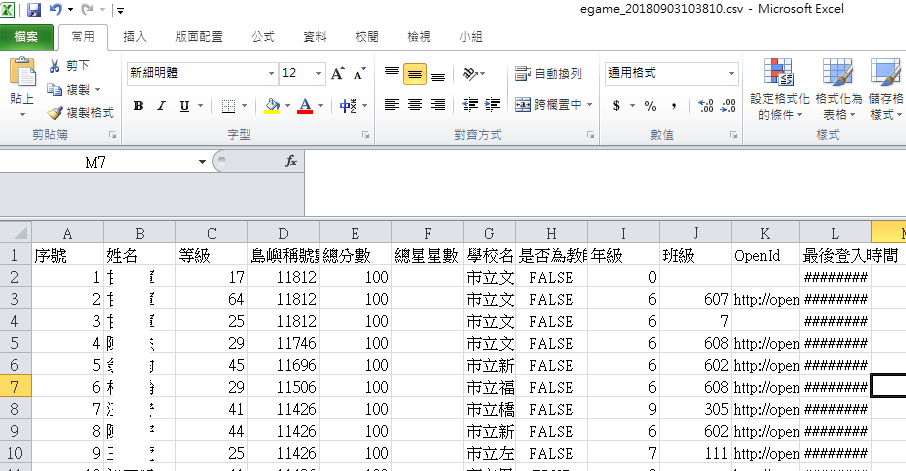 egame_20180903103810.csv - Microsoft Excel
檔案 常用 插入 版面配置 公式 資料 校閱 檢視 小組
貼上 剪下 複製 複製格式
新細明體 12 A A
B I U A 中
自動換列
跨欄置中
通用格式
$ % , .00 .00
設定格式化的條件 格式化為表格 儲存格樣式
剪貼簿 字型 對齊方式 數值 樣式
M7 fx
A B C D E F G H I J K L
1 序號 姓名 等級 島嶼稱號 總分數 總星星數 學校名 是否為教 年級 班級 OpenId 最後登入時間
2 1 甘 17 11812 100 市立文 FALSE 0 ########
3 2 甘 64 11812 100 市立文 FALSE 6 607 http://open ########
4 3 甘 25 11812 100 市立文 FALSE 6 7 ########
5 4 陳 29 11746 100 市立文 FALSE 6 608 http://open ########
6 5 45 11696 100 市立新 FALSE 6 602 http://open ########
7 6 29 11506 100 市立福 FALSE 6 608 http://open ########
8 7 汪 41 11426 100 市立橋 FALSE 9 305 http://open ########
9 8 陳 44 11426 100 市立新 FALSE 6 602 http://open ########
10 9 王 25 11426 100 市立左 FALSE 7 111 http://open ########